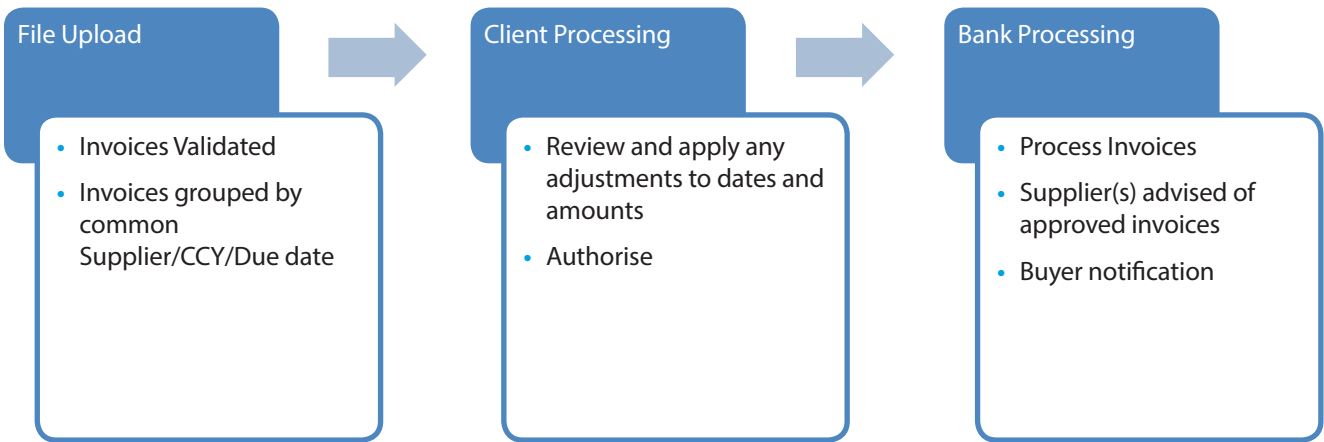 File Upload
• Invoices Validated
• Invoices grouped by
common
Supplier/CCY/Due date
Client Processing
• Review and apply any
adjustments to dates and
amounts
• Authorise
Bank Processing
• Process Invoices
• Supplier(s) advised of
approved invoices
• Buyer notification